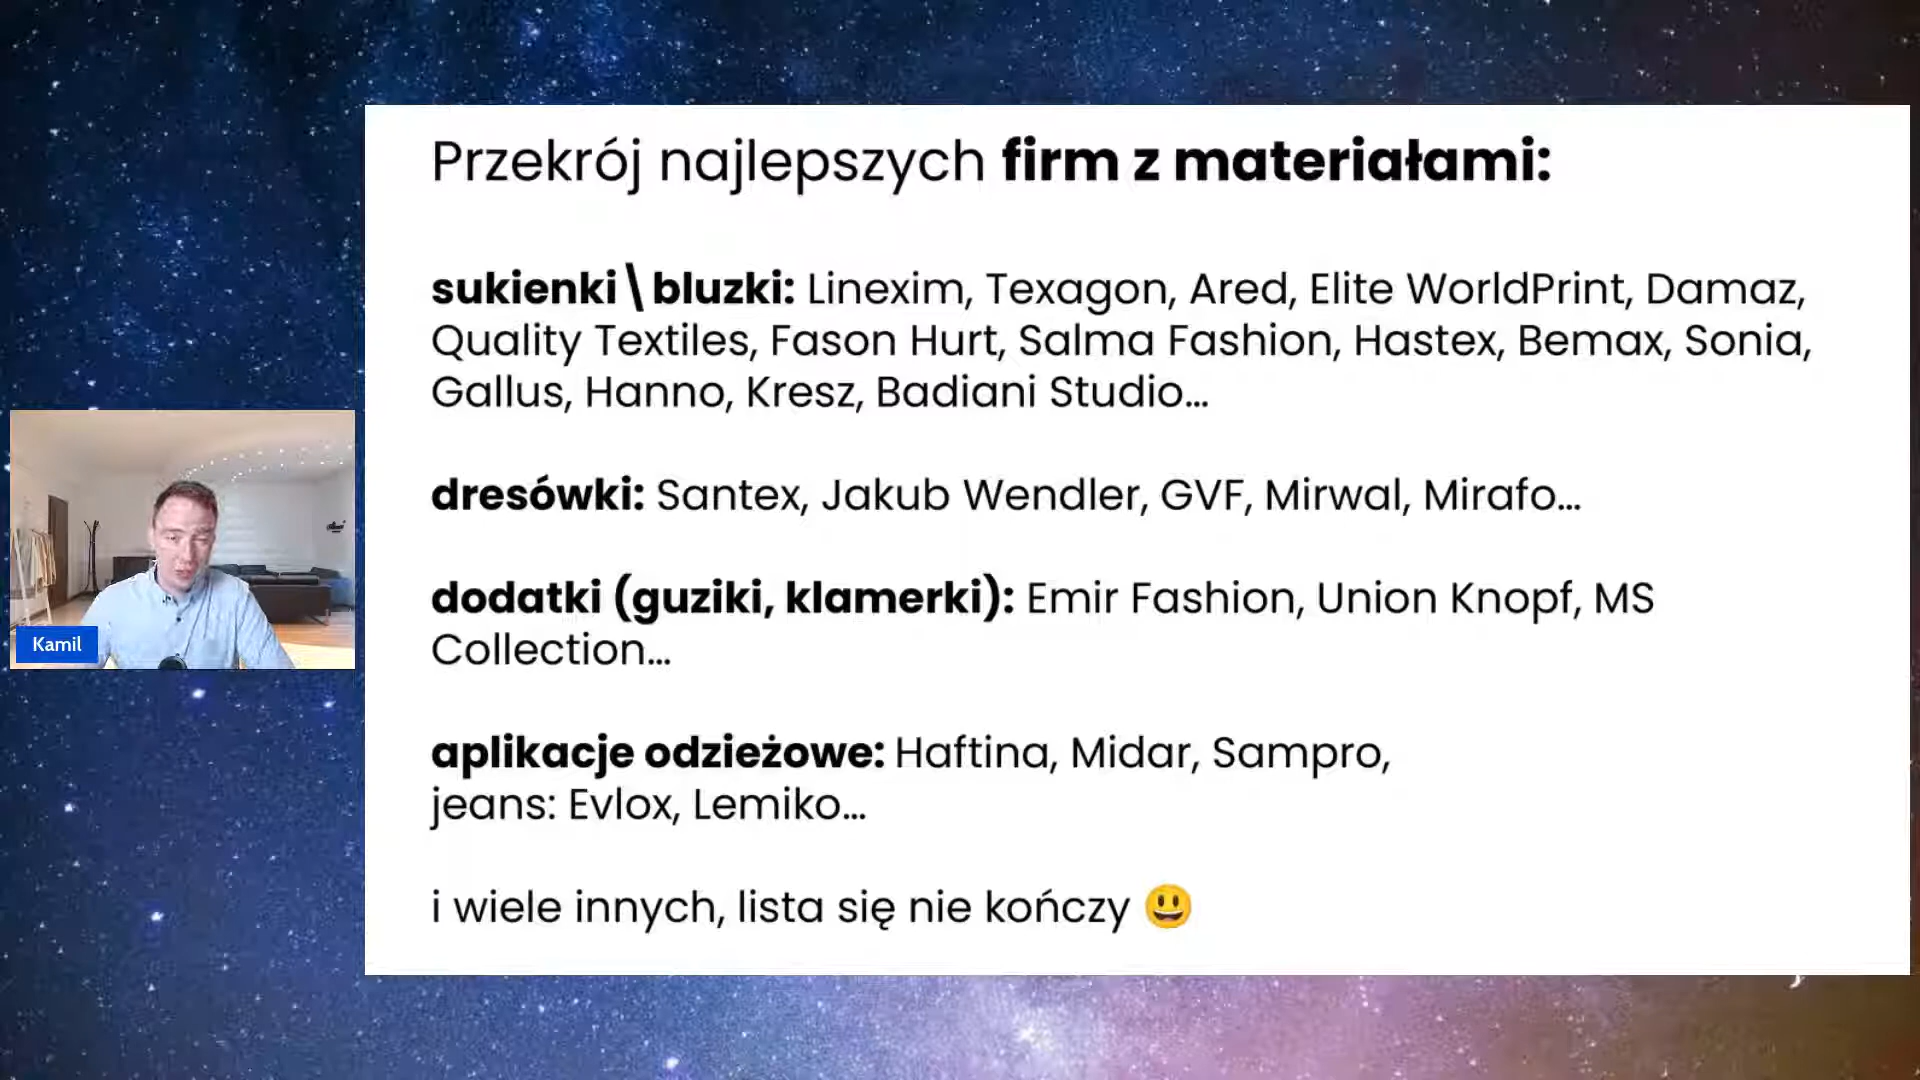 Przekrój najlepszych firm z materiałami:
sukienki\bluzki: Linexim, Texagon, Ared, Elite WorldPrint, Damaz,
Quality Textiles, Fason Hurt, Salma Fashion, Hastex, Bemax, Sonia,
Gallus, Hanno, Kresz, Badiani Studio...
dresówki: Santex, Jakub Wendler, GVF, Mirwal, Mirafo...
dodatki (guziki, klamerki): Emir Fashion, Union Knopf, MS
Collection...
aplikacje odzieżowe: Haftina, Midar, Sampro,
jeans: Evlox, Lemiko...
i wiele innych, lista się nie kończy 😃
Kamil